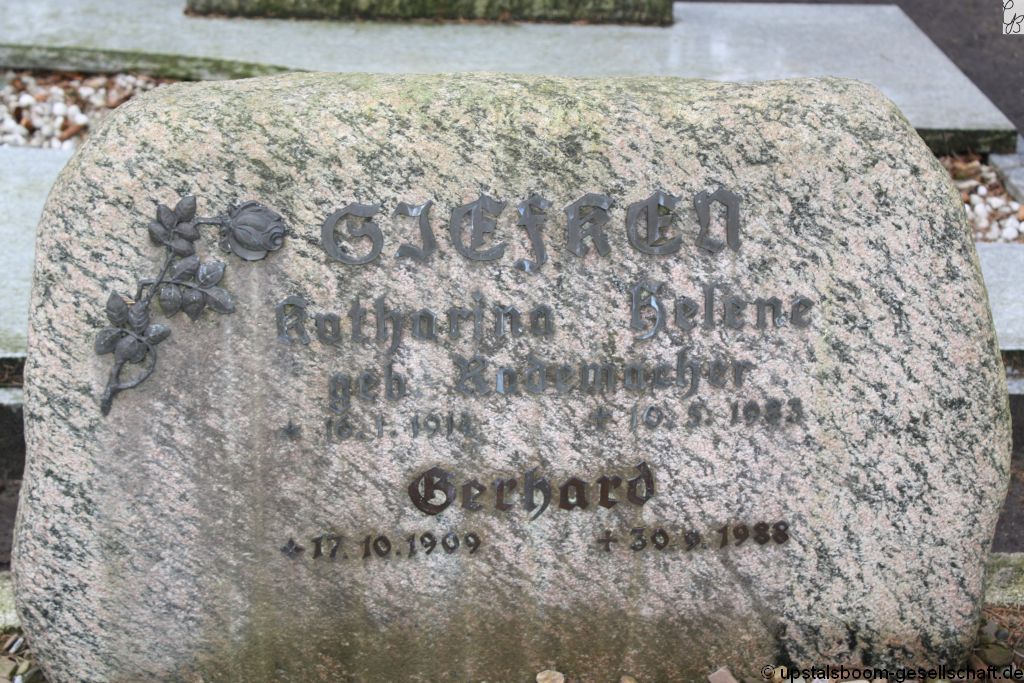 GIEfKEN
Katharina Helene
geb. Rademacher
* 16.1.1914 + 10.5.1983
Gerhard
* 17.10.1909 + 30.9.1988
© upstalsboom-gesellschaft.de